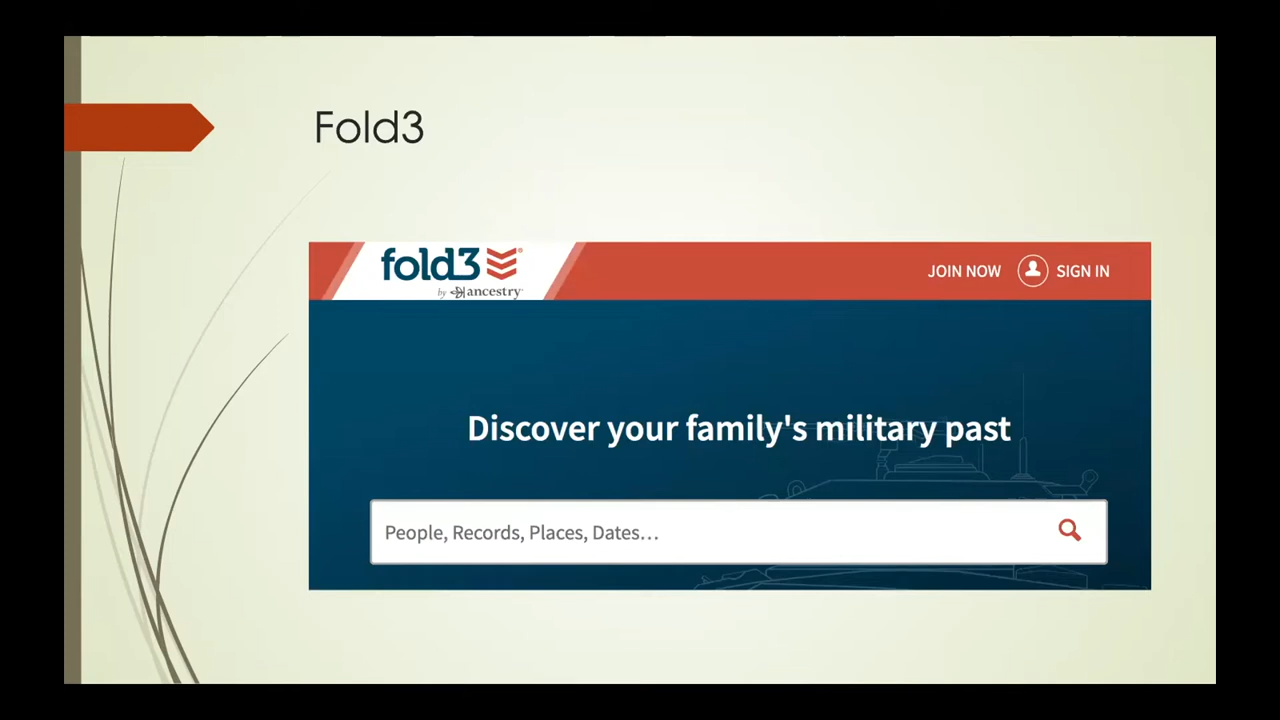 Fold3
fold3®
by ancestry
JOIN NOW
SIGN IN
Discover your family's military past
People, Records, Places, Dates...